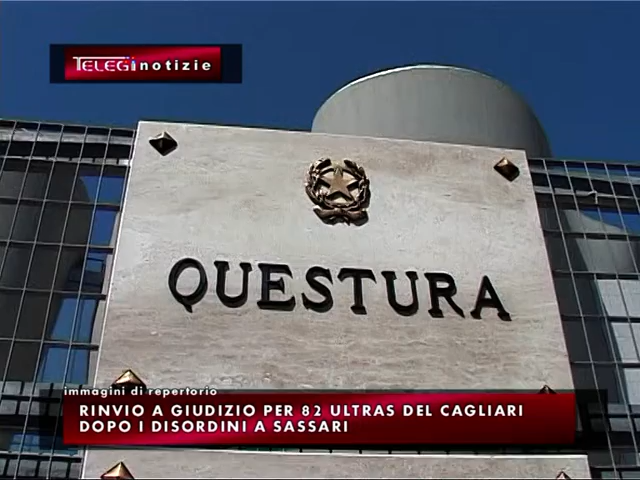 TELEGInotizie
QUESTURA
immagini di repertorio
RINVIO A GIUDIZIO PER 82 ULTRAS DEL CAGLIARI
DOPO I DISORDINI A SASSARI